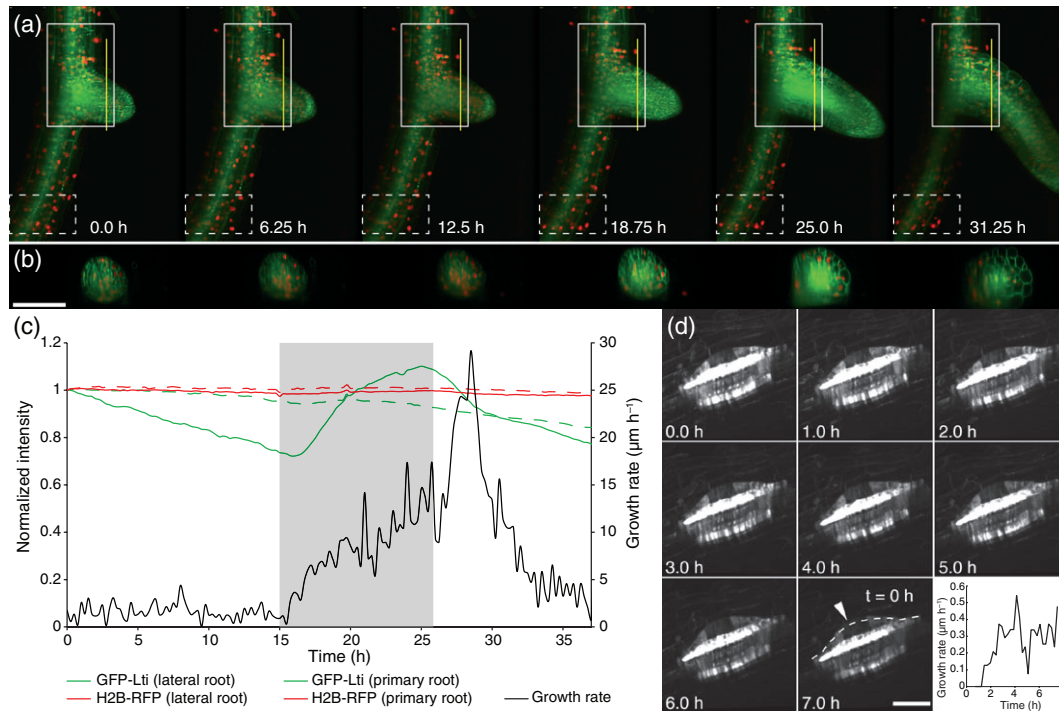 (a)
0.0 h
6.25 h
12.5 h
18.75 h
25.0 h
31.25 h
(b)
(c)
1.2
1
0.8
0.6
0.4
0.2
0
Normalized intensity
30
25
20
15
10
5
0
Growth rate (µm h⁻¹)
0
5
10
15
20
25
30
35
Time (h)
GFP-Lti (lateral root)
GFP-Lti (primary root)
H2B-RFP (lateral root)
H2B-RFP (primary root)
Growth rate
(d)
0.0 h
1.0 h
2.0 h
3.0 h
4.0 h
5.0 h
6.0 h
7.0 h
t = 0 h
0.6
0.5
0.4
0.3
0.2
0.1
0
Growth rate (µm h⁻¹)
0
2
4
6
Time (h)